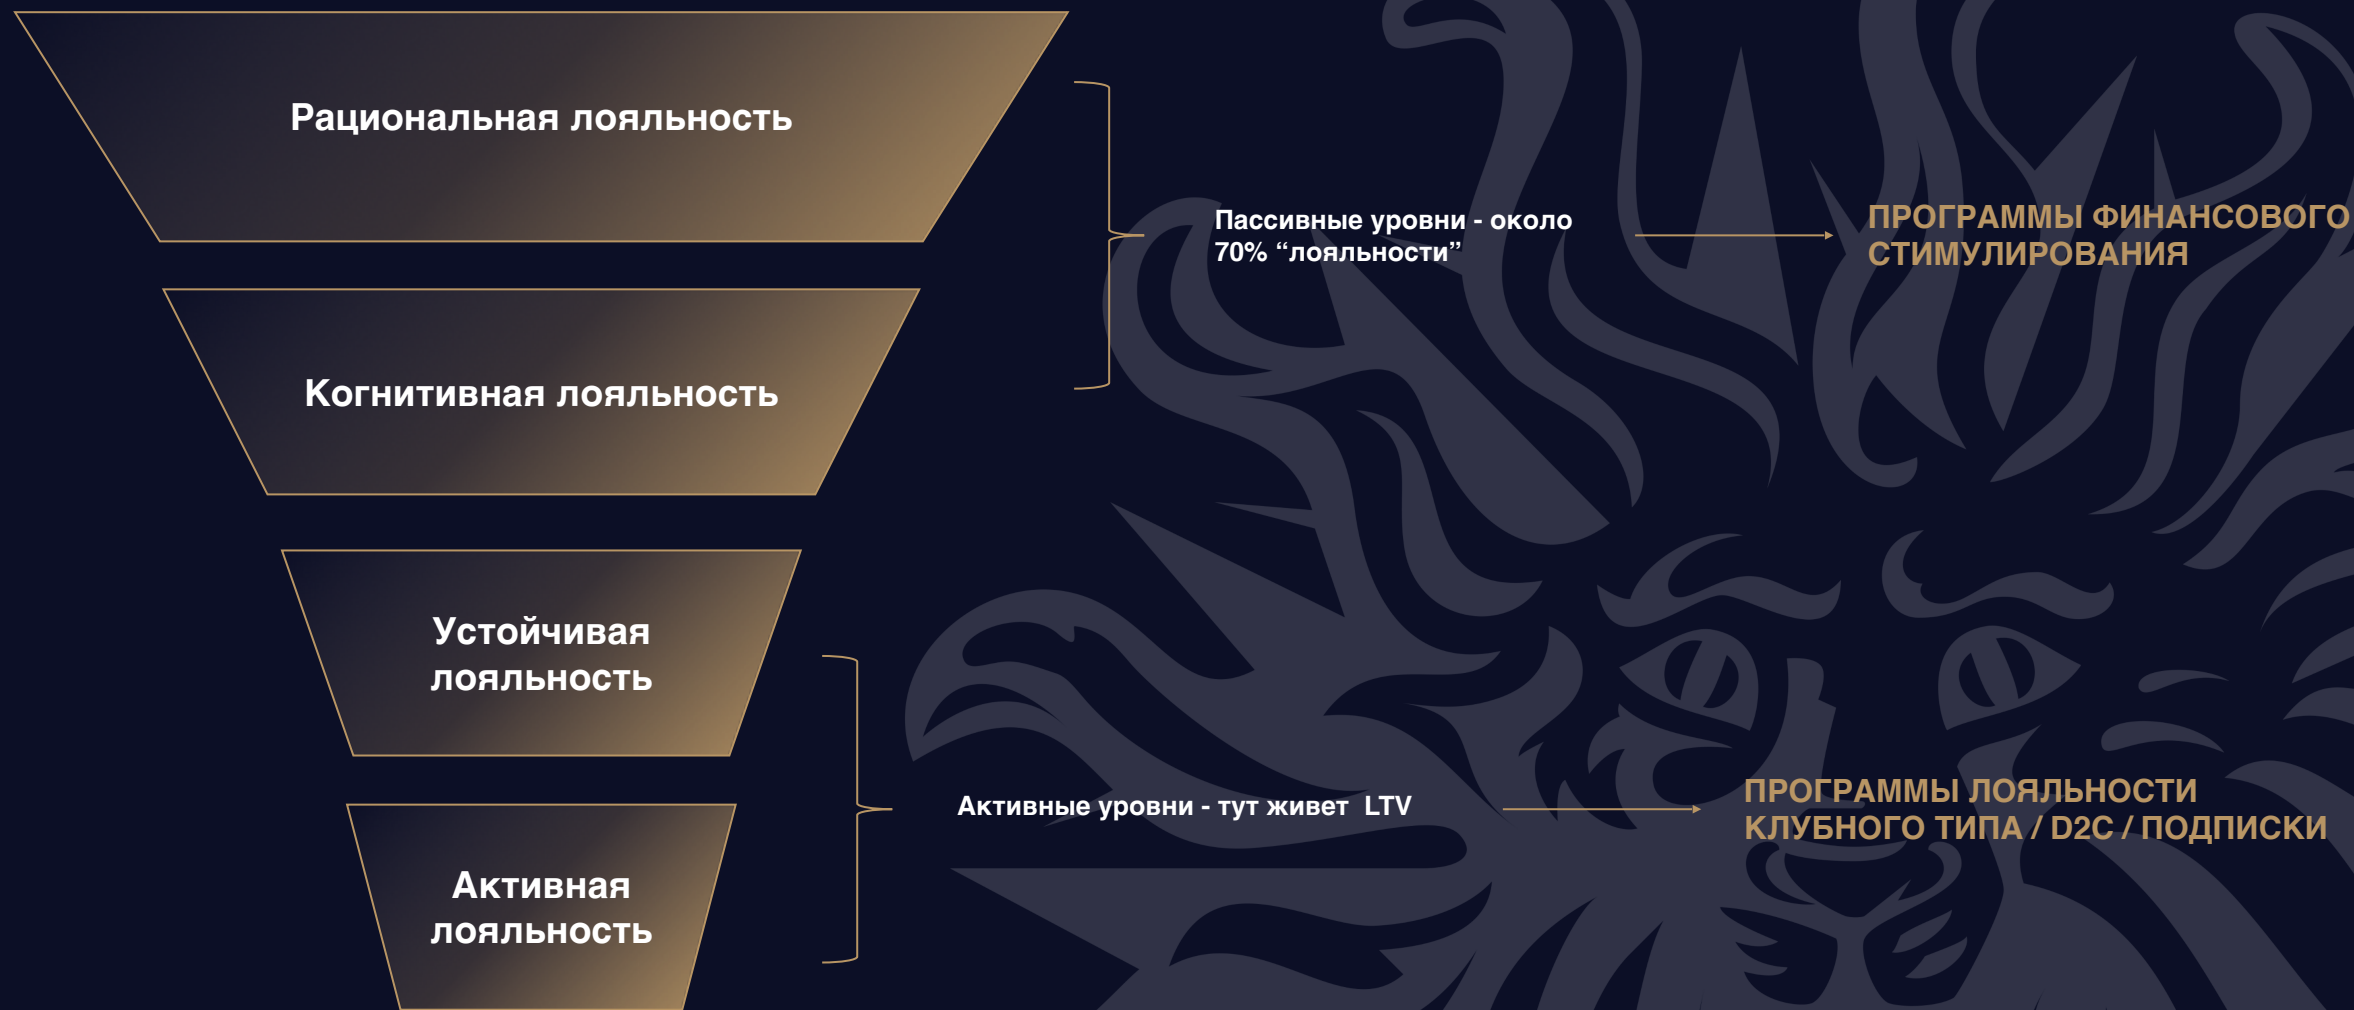 Рациональная лояльность
Пассивные уровни - около
70% “лояльности”
ПРОГРАММЫ ФИНАНСОВОГО
СТИМУЛИРОВАНИЯ
Когнитивная лояльность
Устойчивая
лояльность
Активные уровни - тут живет  LTV
ПРОГРАММЫ ЛОЯЛЬНОСТИ
КЛУБНОГО ТИПА / D2C / ПОДПИСКИ
Активная
лояльность